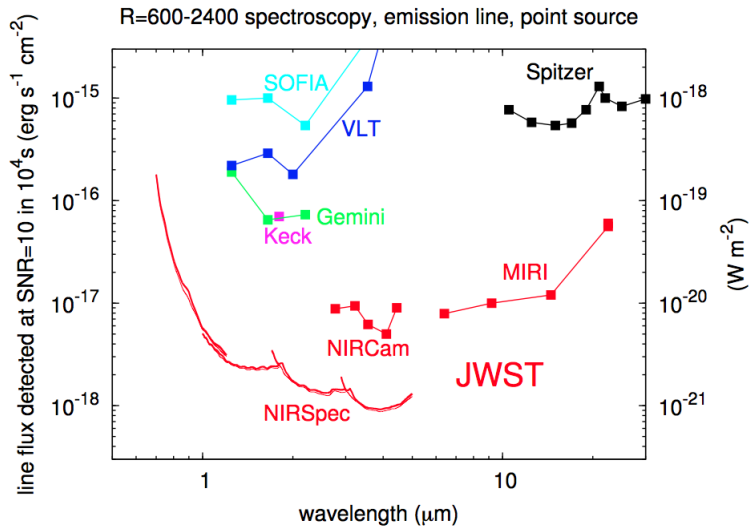 R=600-2400 spectroscopy, emission line, point source
line flux detected at SNR=10 in 10⁴s (erg s⁻¹ cm⁻²)
10⁻¹⁵
10⁻¹⁶
10⁻¹⁷
10⁻¹⁸
SOFIA
VLT
Gemini
Keck
Spitzer
MIRI
NIRCam
NIRSpec
JWST
10⁻¹⁸
10⁻¹⁹
10⁻²⁰
10⁻²¹
(W m⁻²)
1
10
wavelength (μm)